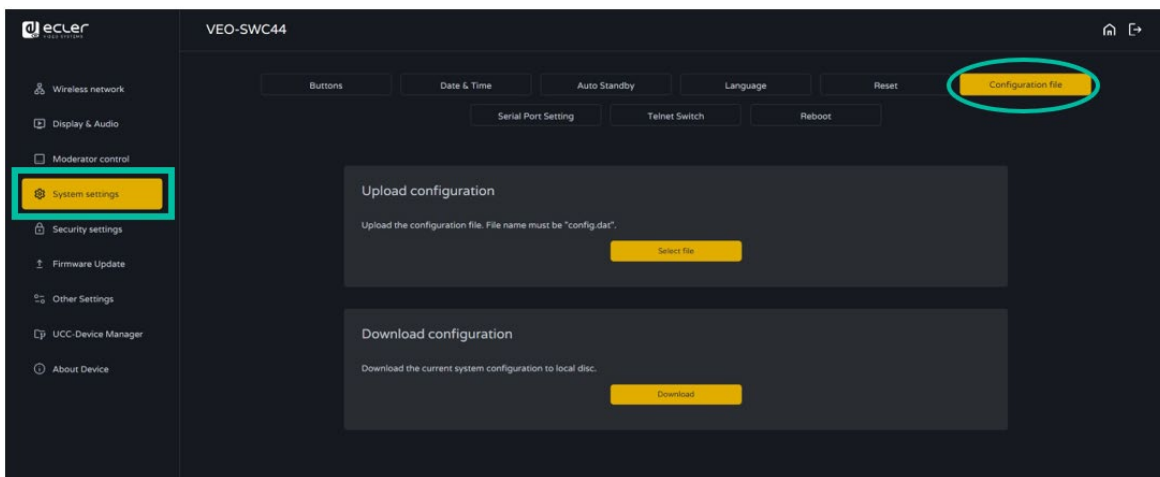 ecler
VEO-SWC44
Wireless network
Display & Audio
Moderator control
System settings
Security settings
Firmware Update
Other Settings
UCC-Device Manager
About Device
Buttons
Date & Time
Auto Standby
Language
Reset
Configuration file
Serial Port Setting
Telnet Switch
Reboot
Upload configuration
Upload the configuration file. File name must be "config.dat".
Select file
Download configuration
Download the current system configuration to local disc.
Download